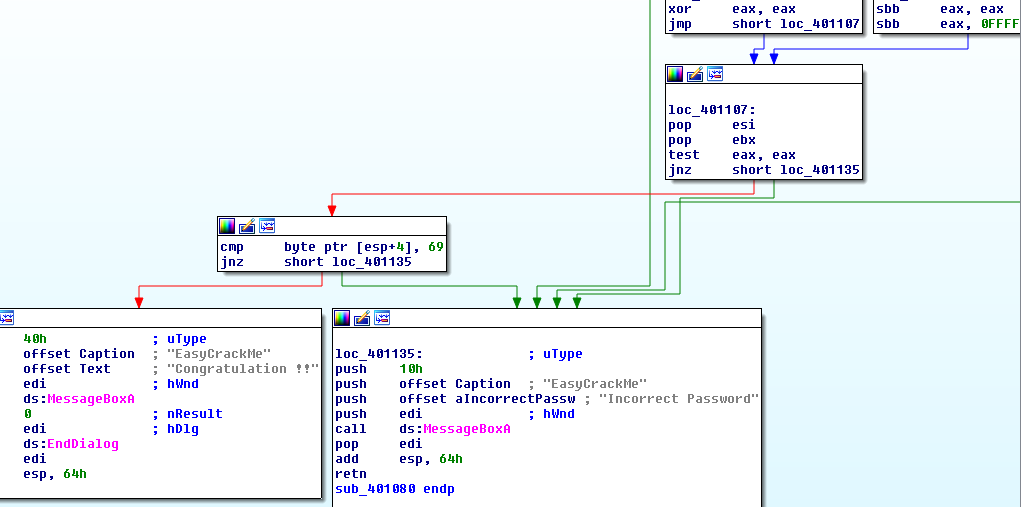 xor eax, eax
jmp short loc_401107
sbb eax, eax
sbb eax, 0FFFF
loc_401107:
pop esi
pop ebx
test eax, eax
jnz short loc_401135
cmp byte ptr [esp+4], 69
jnz short loc_401135
40h ; uType
offset Caption ; "EasyCrackMe"
offset Text ; "Congratulation !!"
edi ; hWnd
ds:MessageBoxA
0 ; nResult
edi ; hDlg
ds:EndDialog
edi
esp, 64h
loc_401135: ; uType
push 10h
push offset Caption ; "EasyCrackMe"
push offset aIncorrectPassw ; "Incorrect Password"
push edi ; hWnd
call ds:MessageBoxA
pop edi
add esp, 64h
retn
sub_401080 endp